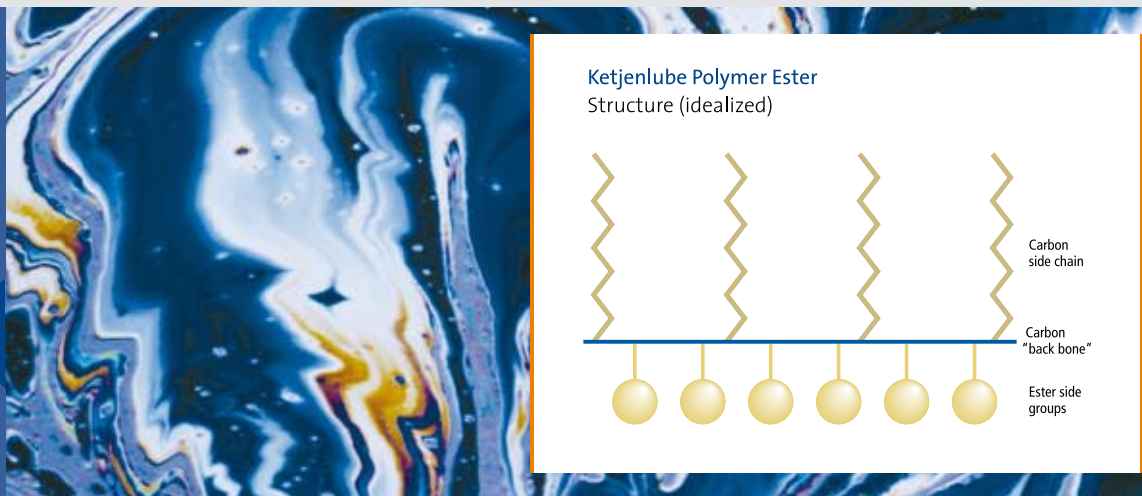 Ketjenlube Polymer Ester
Structure (idealized)
Carbon
side chain
Carbon
"back bone"
Ester side
groups